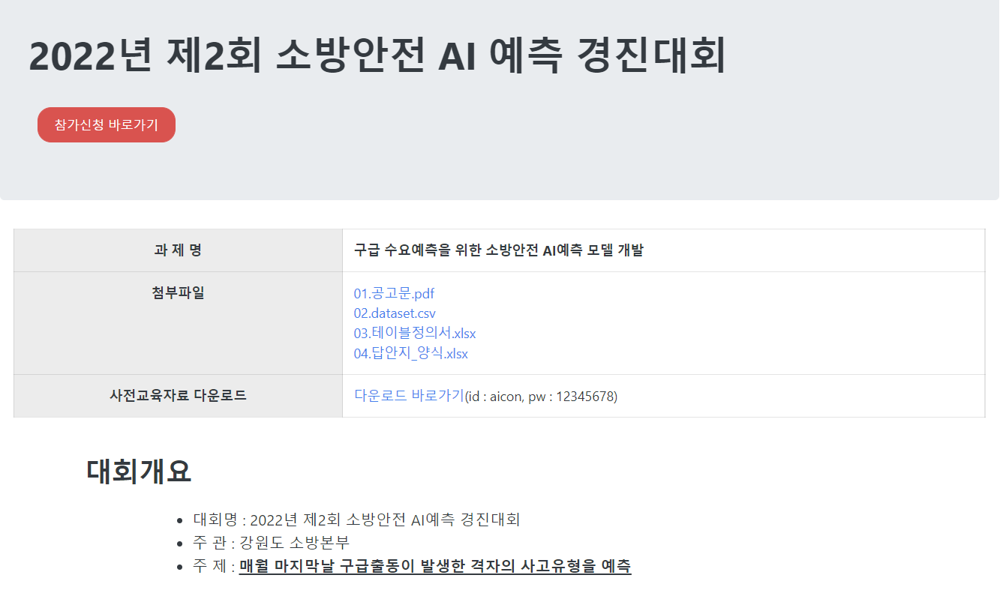 2022년 제2회 소방안전 AI 예측 경진대회
참가신청 바로가기
과 제 명
구급 수요예측을 위한 소방안전 AI예측 모델 개발
첨부파일
01.공고문.pdf
02.dataset.csv
03.테이블정의서.xlsx
04.답안지_양식.xlsx
사전교육자료 다운로드
다운로드 바로가기(id : aicon, pw : 12345678)
대회개요
• 대회명 : 2022년 제2회 소방안전 AI예측 경진대회
• 주 관 : 강원도 소방본부
• 주 제 : 매월 마지막날 구급출동이 발생한 격자의 사고유형을 예측